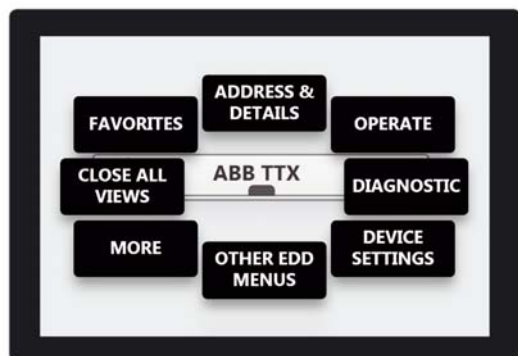 ADDRESS &
DETAILS
FAVORITES
OPERATE
CLOSE ALL
VIEWS
ABB TTX
DIAGNOSTIC
MORE
OTHER EDD
MENUS
DEVICE
SETTINGS